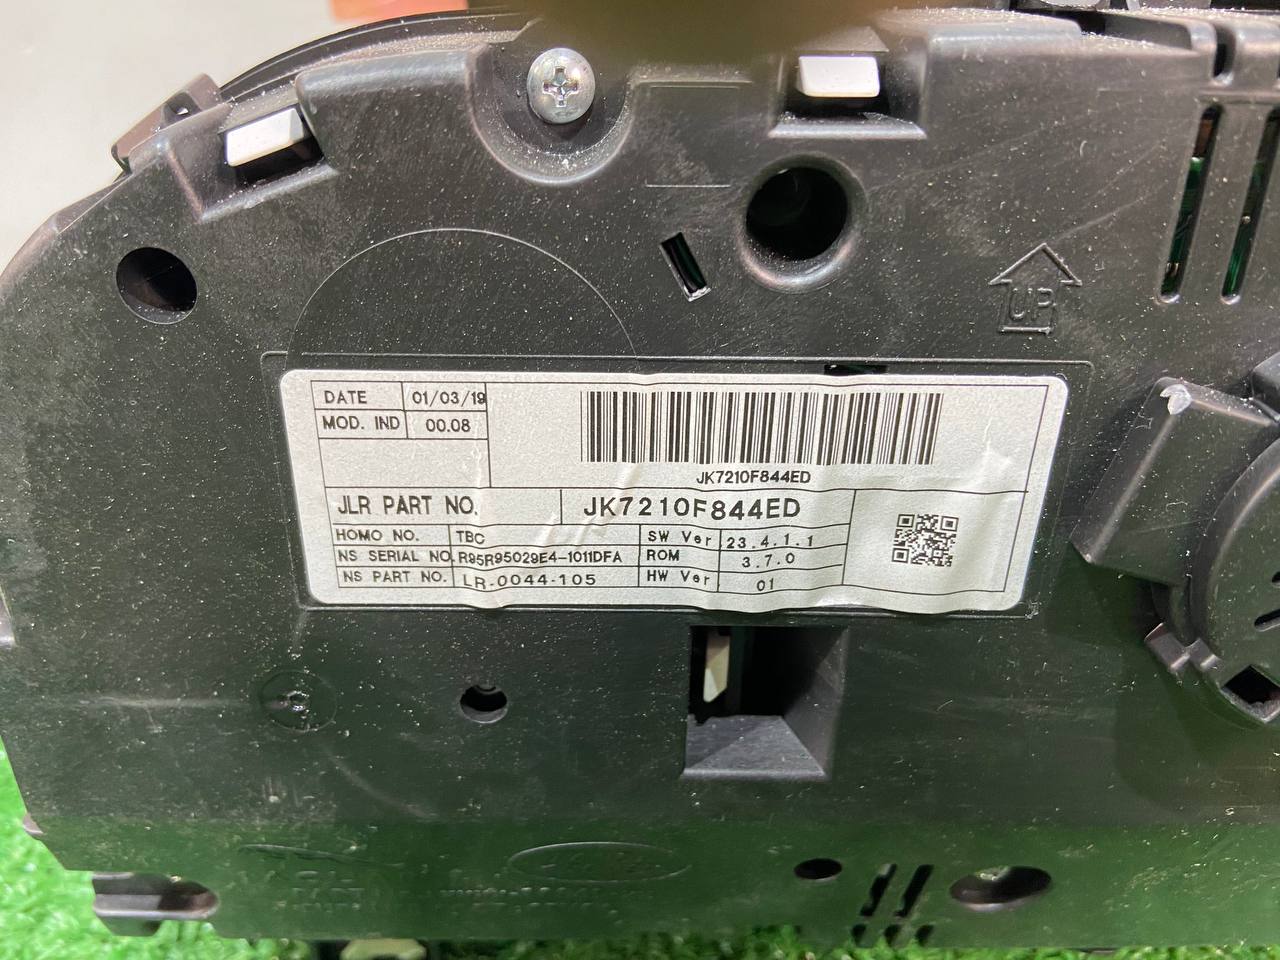 UP
DATE 01/03/19
MOD. IND 00.08
JK7210F844ED
JLR PART NO. JK7210F844ED
HOMO NO. TBC SW Ver 23.4.1.1
NS SERIAL NO. R95R95029E4-1011DFA ROM 3.7.0
NS PART NO. LR-0044-105 HW Ver 01